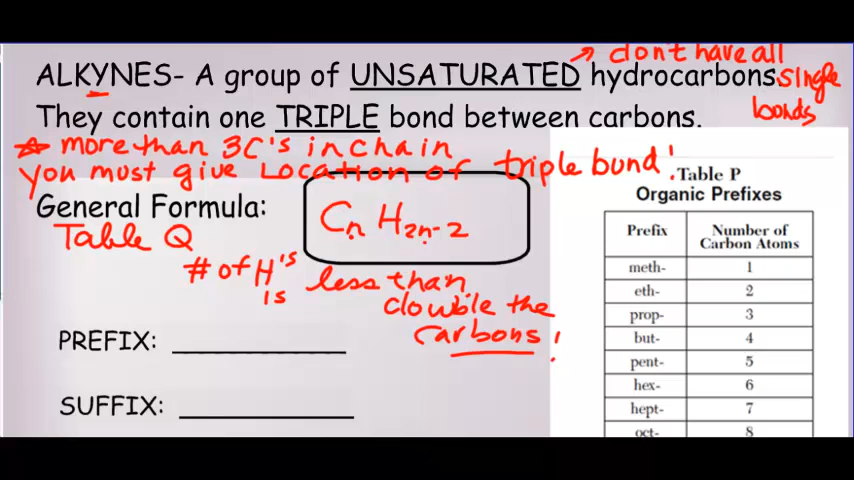 → don't have all
ALKYNES- A group of UNSATURATED hydrocarbons. single
They contain one TRIPLE bond between carbons. bonds
more than 3C's in chain
You must give Location of triple bond!
General Formula: CnH2n-2
Table Q
# of H's is less than double the carbons!
PREFIX: ____________
SUFFIX: ____________
Table P
Organic Prefixes
Prefix Number of Carbon Atoms
meth- 1
eth- 2
prop- 3
but- 4
pent- 5
hex- 6
hept- 7
oct- 8